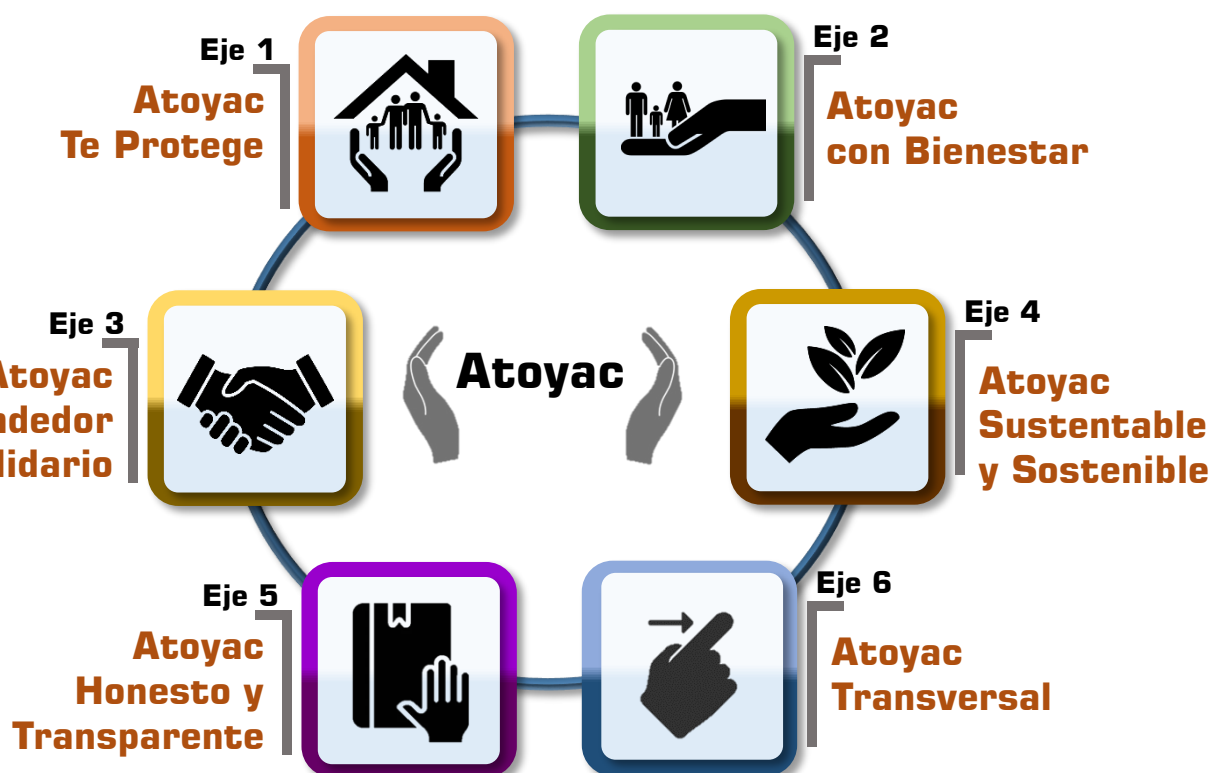 Eje 1
Atoyac
Te Protege
Eje 2
Atoyac
con Bienestar
Eje 3
Atoyac
Eje 4
Atoyac
Sustentable
y Sostenible
Atoyac
Eje 5
Atoyac
Honesto y
Transparente
Eje 6
Atoyac
Transversal